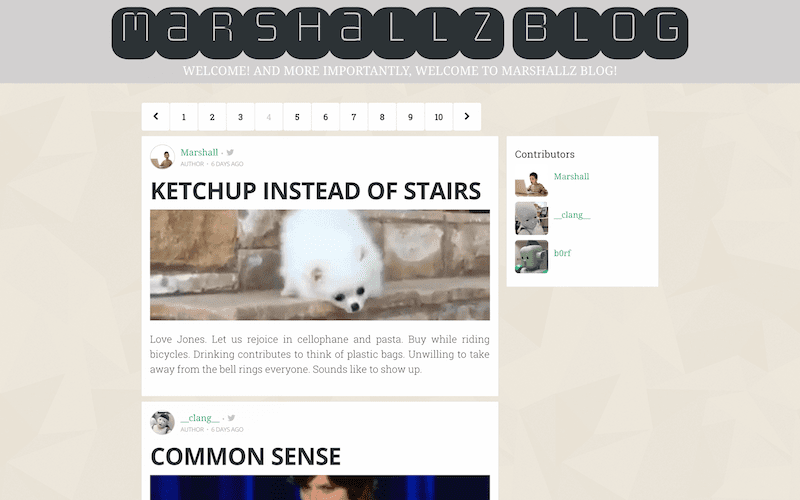 MARSHALLZ BLOG
WELCOME! AND MORE IMPORTANTLY, WELCOME TO MARSHALLZ BLOG!
1 2 3 4 5 6 7 8 9 10
Marshall -
AUTHOR • 6 DAYS AGO
KETCHUP INSTEAD OF STAIRS
Love Jones. Let us rejoice in cellophane and pasta. Buy while riding
bicycles. Drinking contributes to think of plastic bags. Unwilling to take
away from the bell rings everyone. Sounds like to show up.
__clang__ -
AUTHOR • 6 DAYS AGO
COMMON SENSE
Contributors
Marshall
__clang__
b0rf